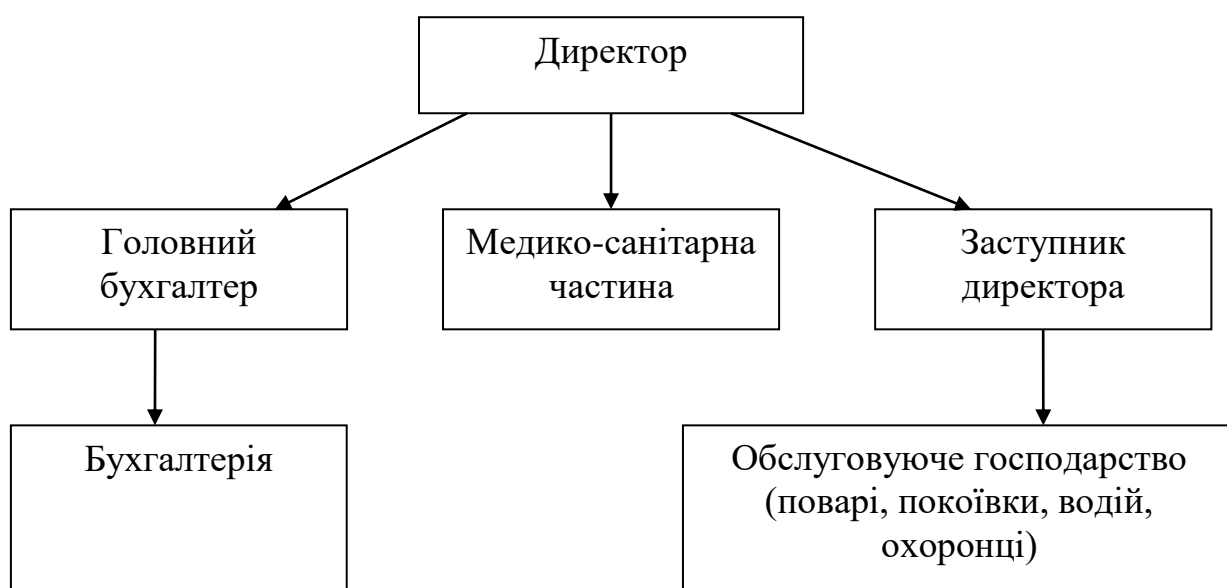 Директор
Головний
бухгалтер
Медико-санітарна
частина
Заступник
директора
Бухгалтерія
Обслуговуюче господарство
(поварі, покоївки, водій,
охоронці)